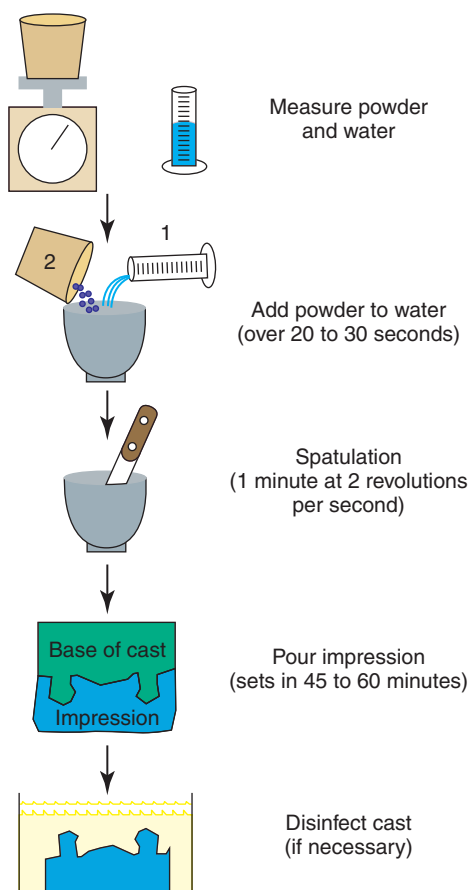 Measure powder
and water
1
2
Add powder to water
(over 20 to 30 seconds)
Spatulation
(1 minute at 2 revolutions
per second)
Base of cast
Impression
Pour impression
(sets in 45 to 60 minutes)
Disinfect cast
(if necessary)